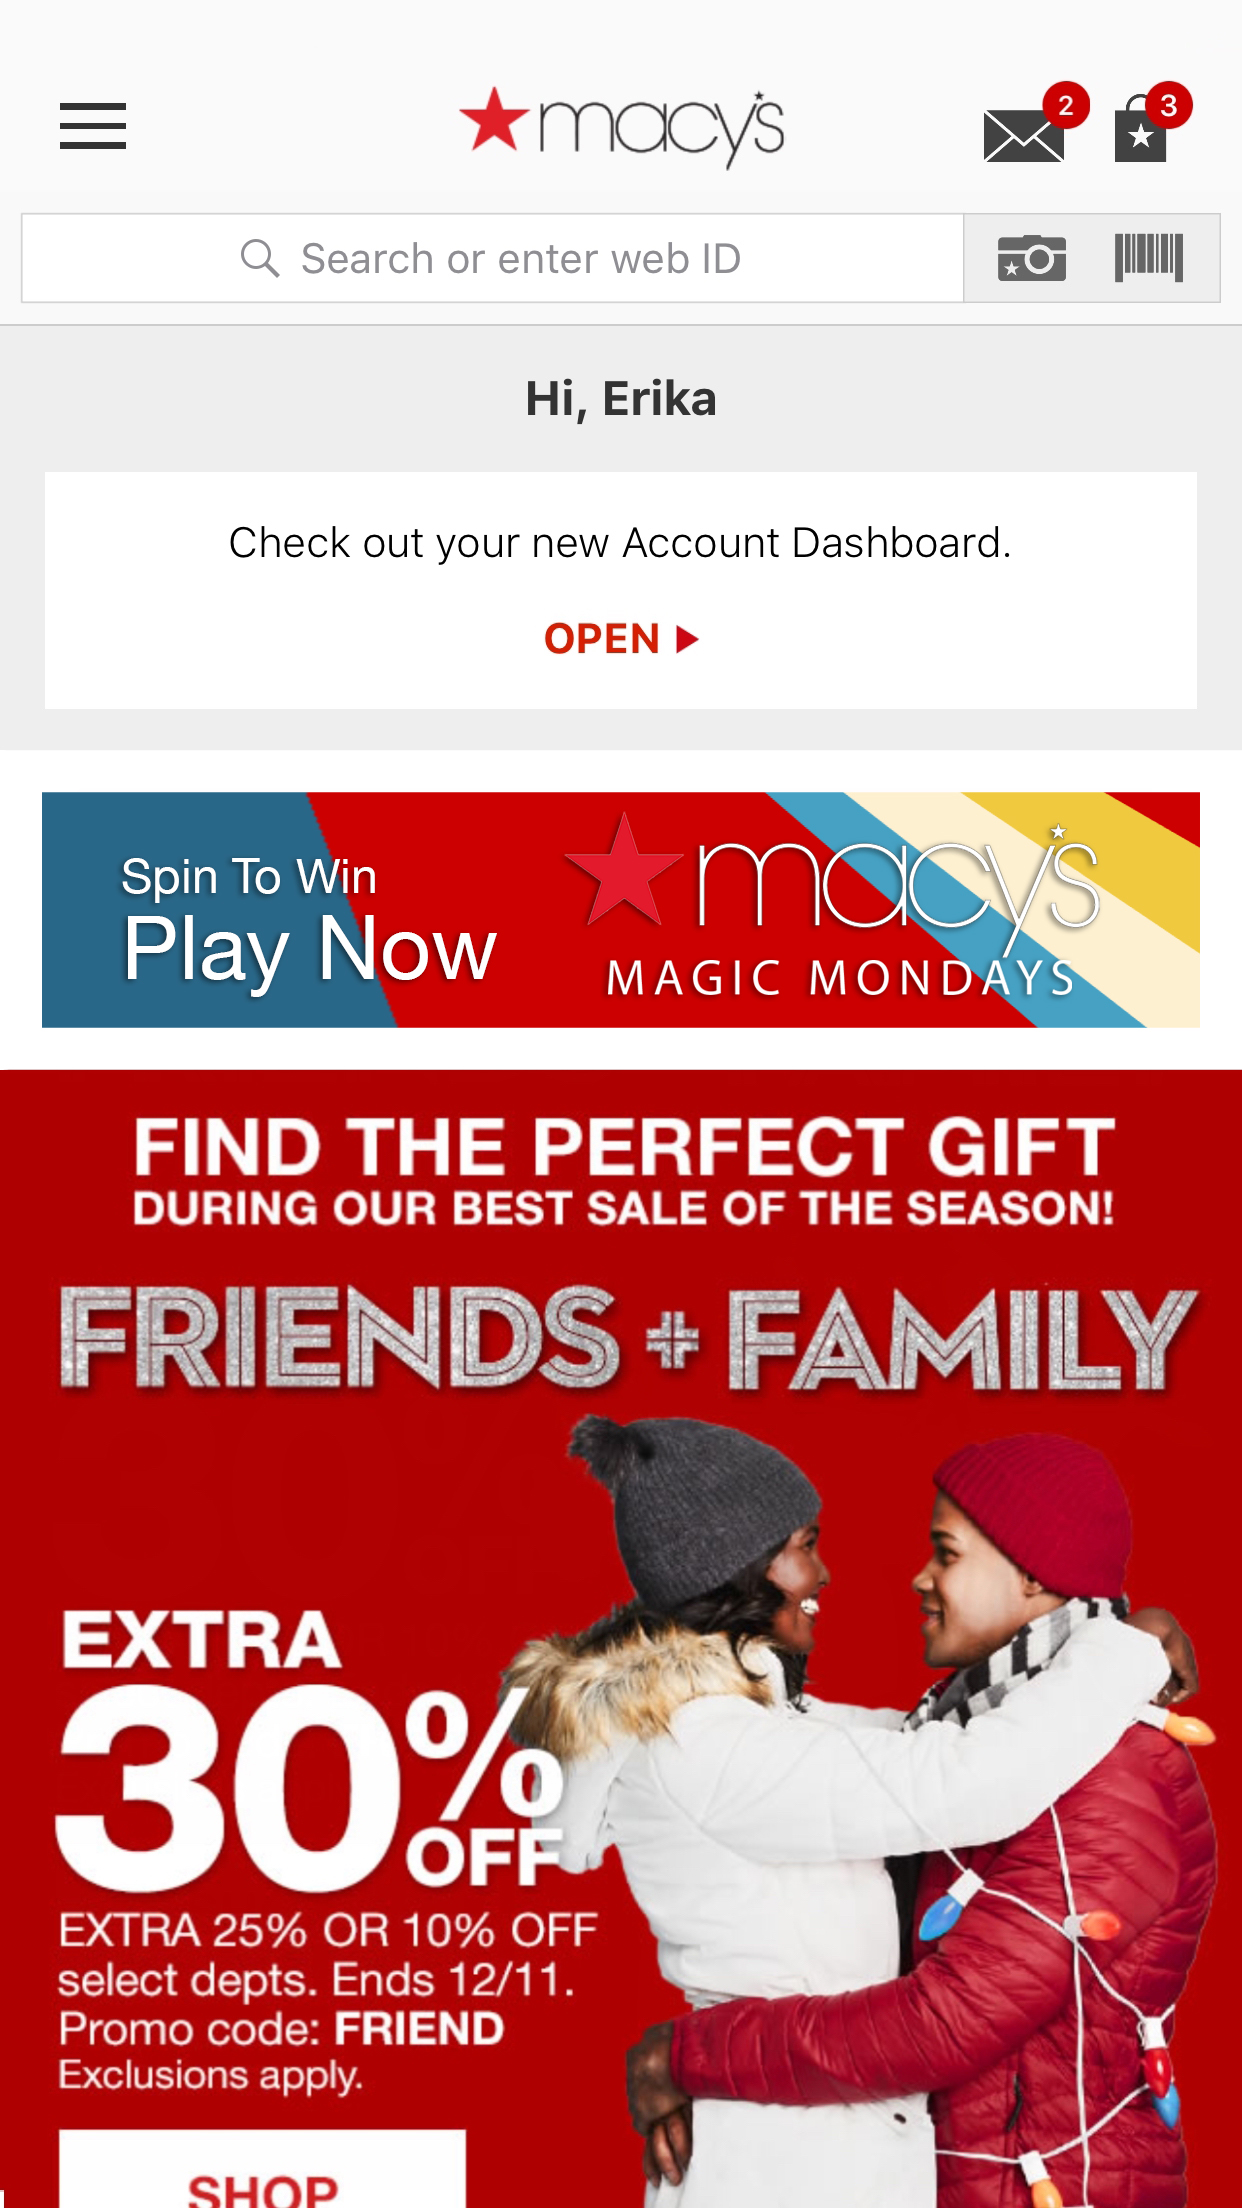 macy's
2
3
Search or enter web ID
Hi, Erika
Check out your new Account Dashboard.
OPEN
Spin To Win
Play Now
macy's
MAGIC MONDAYS
FIND THE PERFECT GIFT
DURING OUR BEST SALE OF THE SEASON!
FRIENDS + FAMILY
EXTRA
30%
OFF
EXTRA 25% OR 10% OFF
select depts. Ends 12/11.
Promo code: FRIEND
Exclusions apply.
SHOP